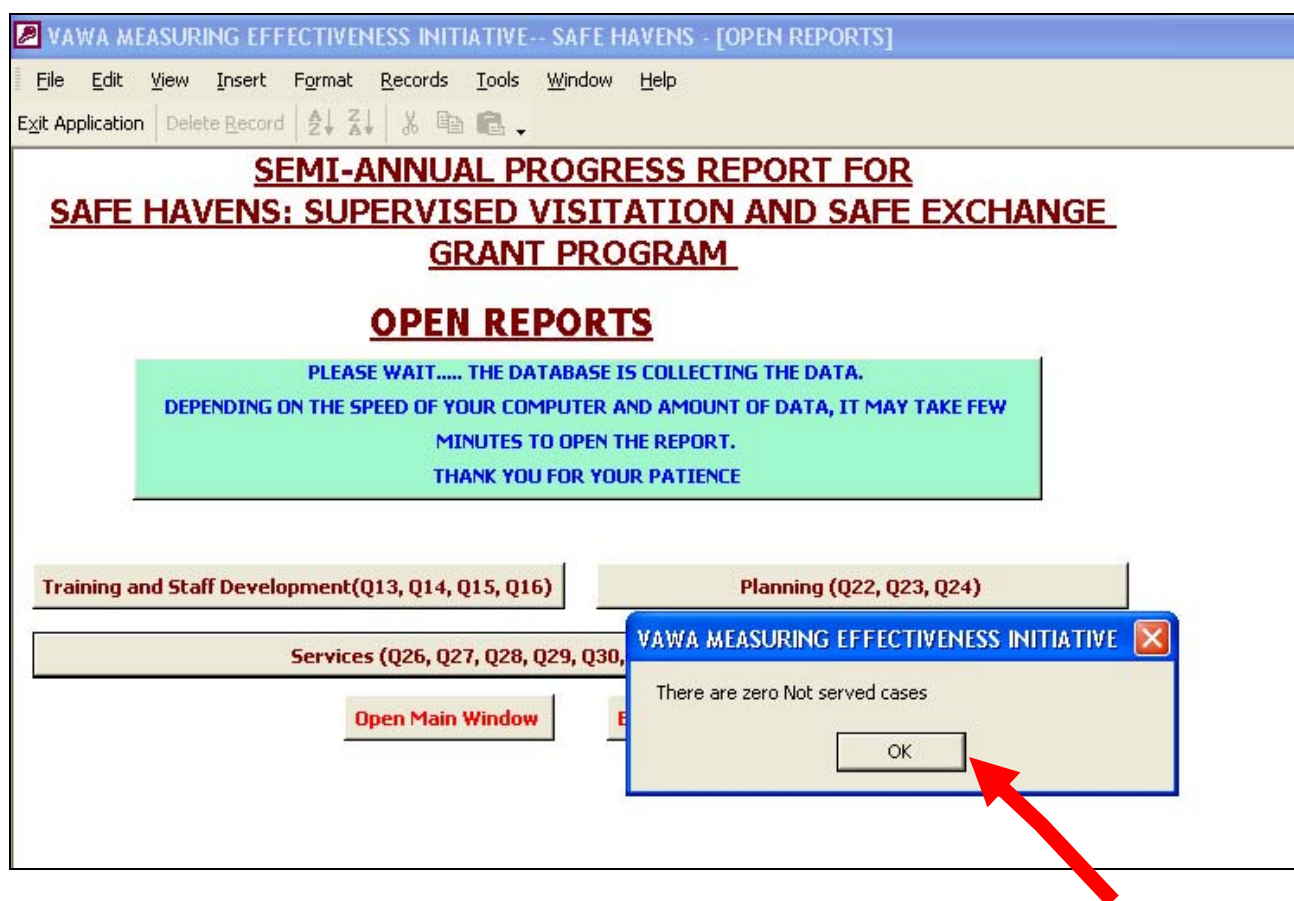 VAWA MEASURING EFFECTIVENESS INITIATIVE-- SAFE HAVENS - [OPEN REPORTS]
File Edit View Insert Format Records Tools Window Help
Exit Application Delete Record
SEMI-ANNUAL PROGRESS REPORT FOR
SAFE HAVENS: SUPERVISED VISITATION AND SAFE EXCHANGE
GRANT PROGRAM
OPEN REPORTS
PLEASE WAIT..... THE DATABASE IS COLLECTING THE DATA.
DEPENDING ON THE SPEED OF YOUR COMPUTER AND AMOUNT OF DATA, IT MAY TAKE FEW
MINUTES TO OPEN THE REPORT.
THANK YOU FOR YOUR PATIENCE
Training and Staff Development(Q13, Q14, Q15, Q16) Planning (Q22, Q23, Q24)
Services (Q26, Q27, Q28, Q29, Q30,
Open Main Window
VAWA MEASURING EFFECTIVENESS INITIATIVE
There are zero Not served cases
OK